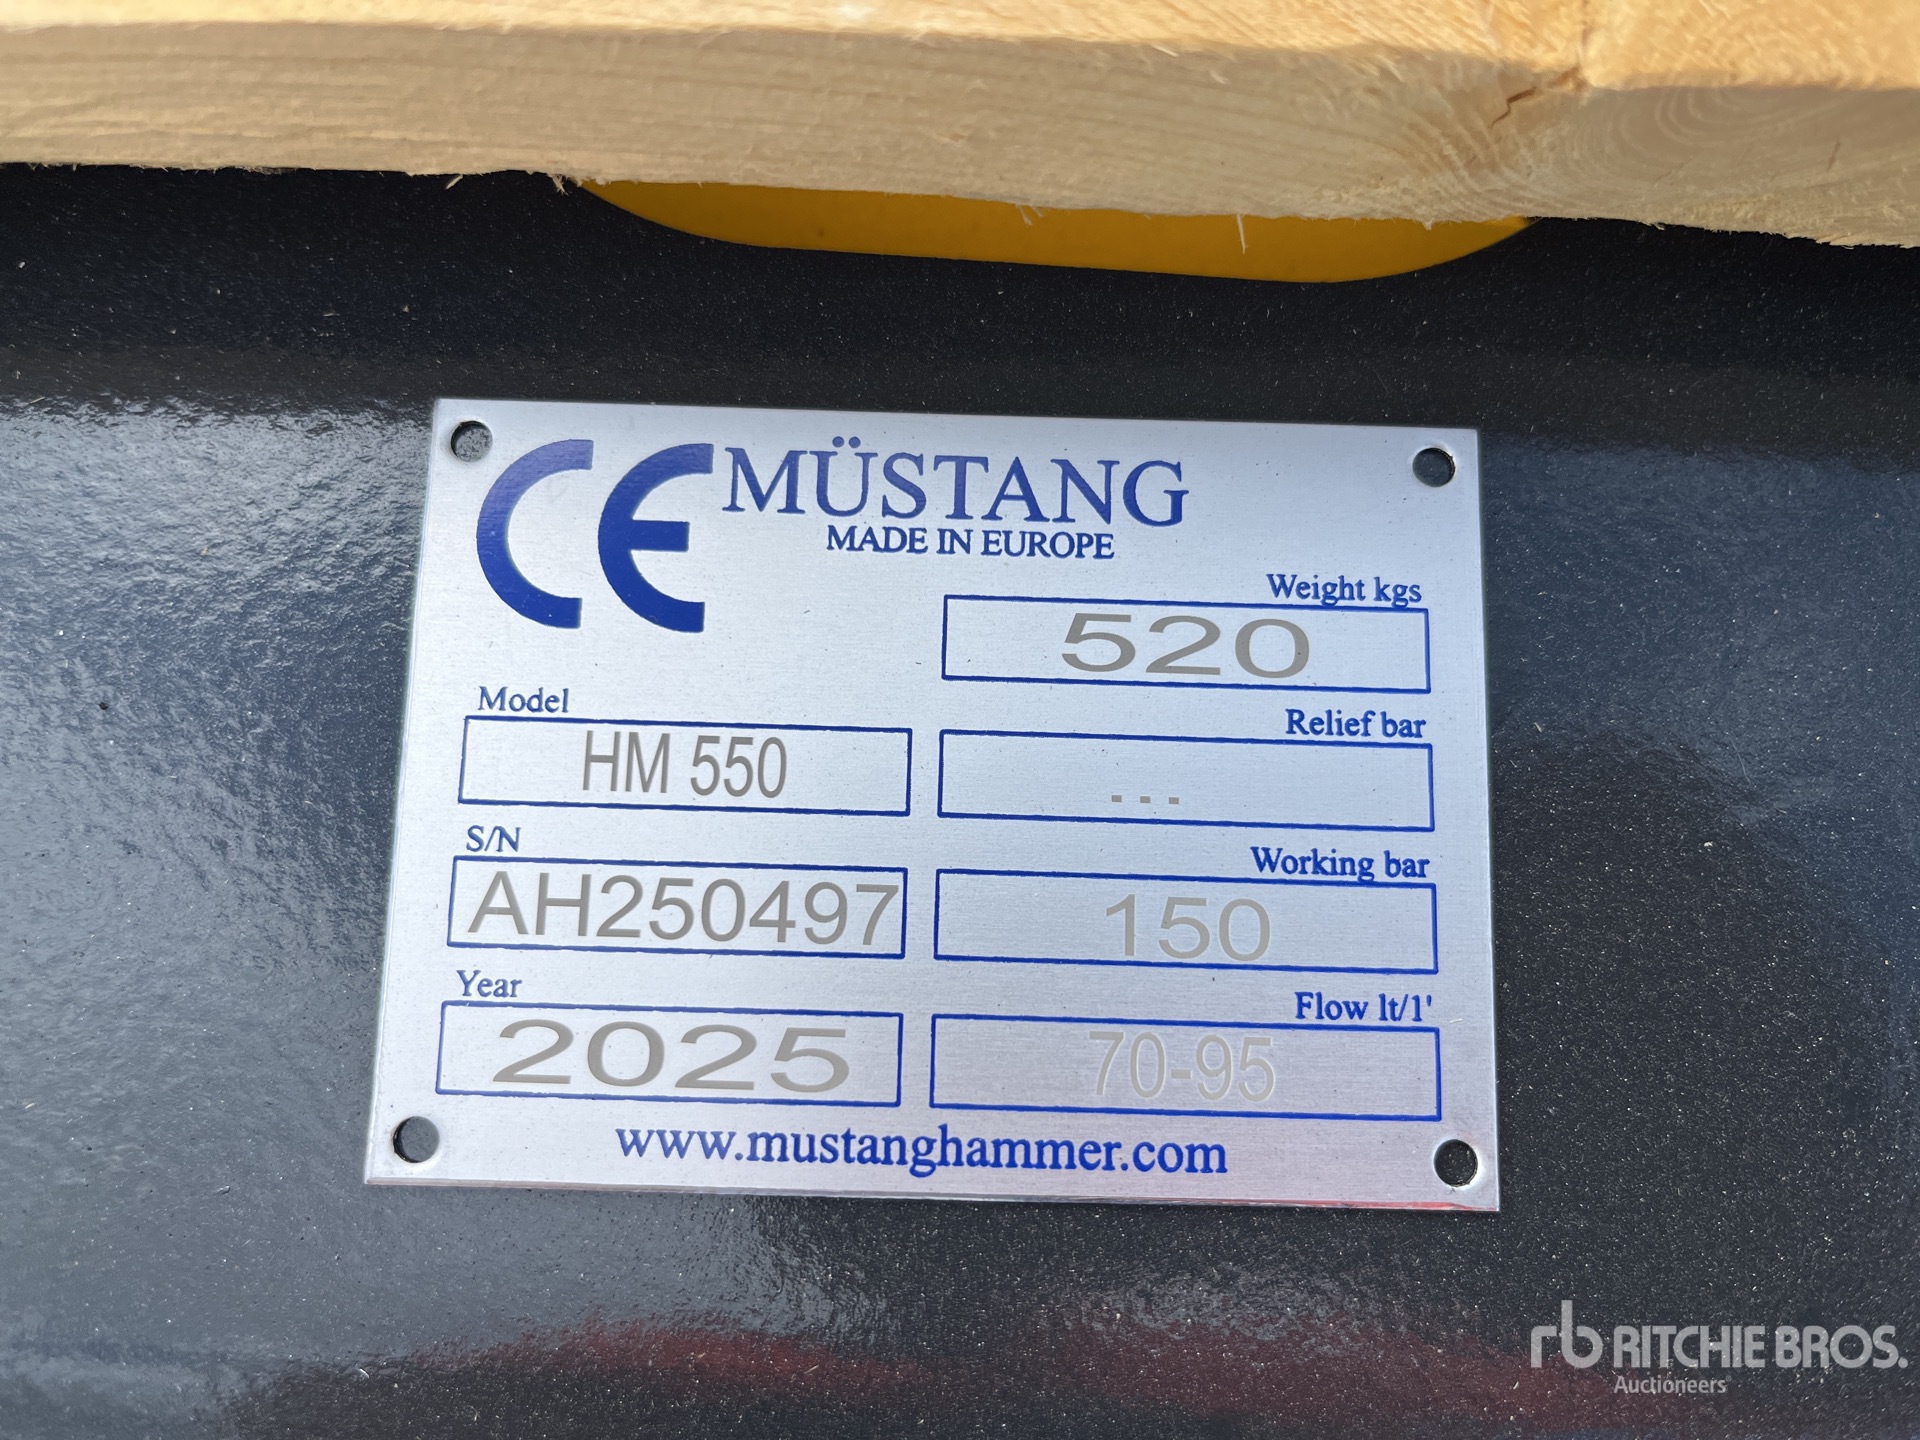 CE MÜSTANG
MADE IN EUROPE
Weight kgs
520
Model
HM 550
Relief bar
...
S/N
AH250497
Working bar
150
Year
2025
Flow lt/1'
70-95
www.mustanghammer.com
rb RITCHIE BROS.
Auctioneers